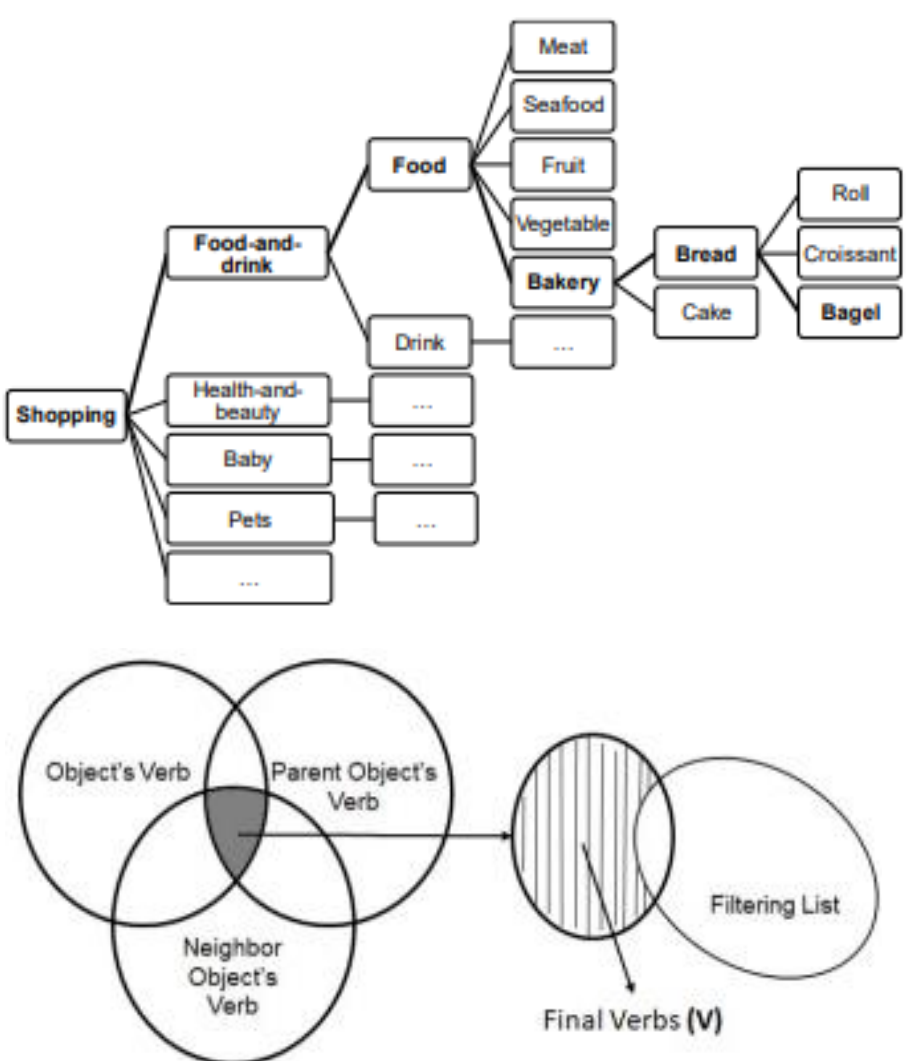 Meat
Seafood
Food
Fruit
Roll
Vegetable
Food-and-
drink
Bread
Croissant
Bakery
Cake
Bagel
Drink
...
Health-and-
beauty
...
Shopping
Baby
...
Pets
...
...
Object's Verb
Parent Object's
Verb
Filtering List
Neighbor
Object's
Verb
Final Verbs (V)